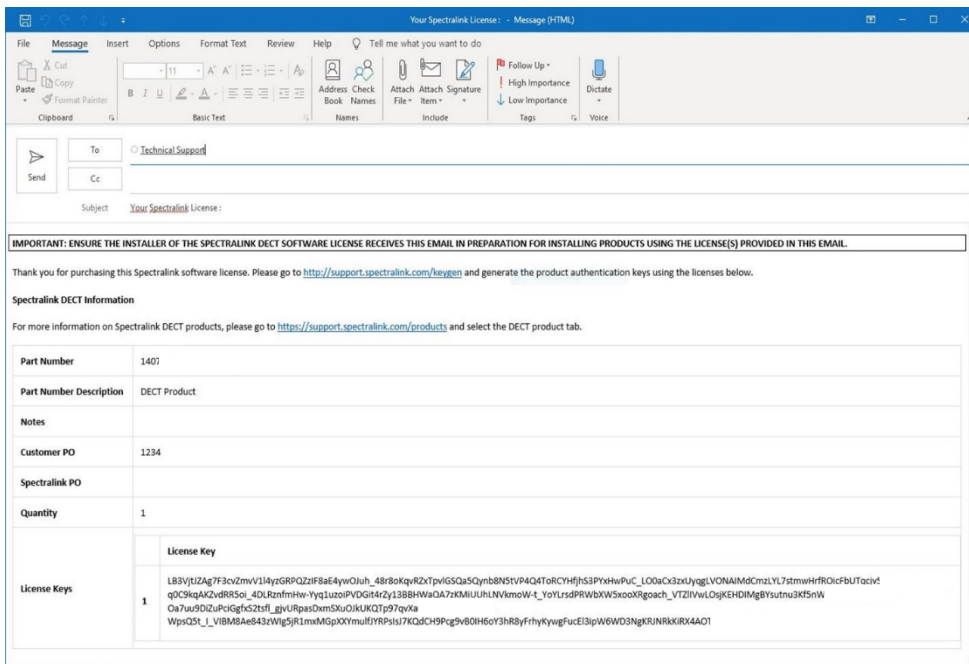 Your Spectralink License : - Message (HTML)
File Message Insert Options Format Text Review Help Tell me what you want to do
Paste
Cut
Copy
Format Painter
Clipboard
11
B I U
Basic Text
Address Book
Check Names
Names
Attach File
Attach Item
Signature
Include
Follow Up
High Importance
Low Importance
Tags
Dictate
Voice
Send
To
Technical Support
Cc
Subject
Your Spectralink License :
IMPORTANT: ENSURE THE INSTALLER OF THE SPECTRALINK DECT SOFTWARE LICENSE RECEIVES THIS EMAIL IN PREPARATION FOR INSTALLING PRODUCTS USING THE LICENSE(S) PROVIDED IN THIS EMAIL.
Thank you for purchasing this Spectralink software license. Please go to http://support.spectralink.com/keygen and generate the product authentication keys using the licenses below.
Spectralink DECT Information
For more information on Spectralink DECT products, please go to https://support.spectralink.com/products and select the DECT product tab.
Part Number 1407
Part Number Description DECT Product
Notes
Customer PO 1234
Spectralink PO
Quantity 1
License Keys
License Key
1